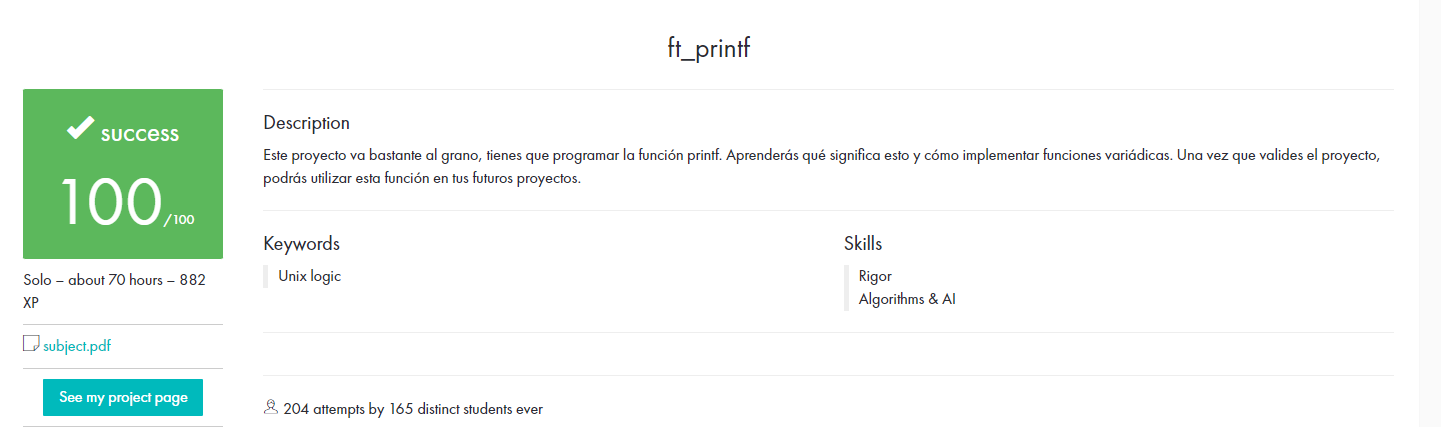 ft_printf
success
100/100
Solo – about 70 hours – 882
XP
subject.pdf
See my project page
Description
Este proyecto va bastante al grano, tienes que programar la función printf. Aprenderás qué significa esto y cómo implementar funciones variádicas. Una vez que valides el proyecto,
podrás utilizar esta función en tus futuros proyectos.
Keywords
Unix logic
Skills
Rigor
Algorithms & AI
204 attempts by 165 distinct students ever